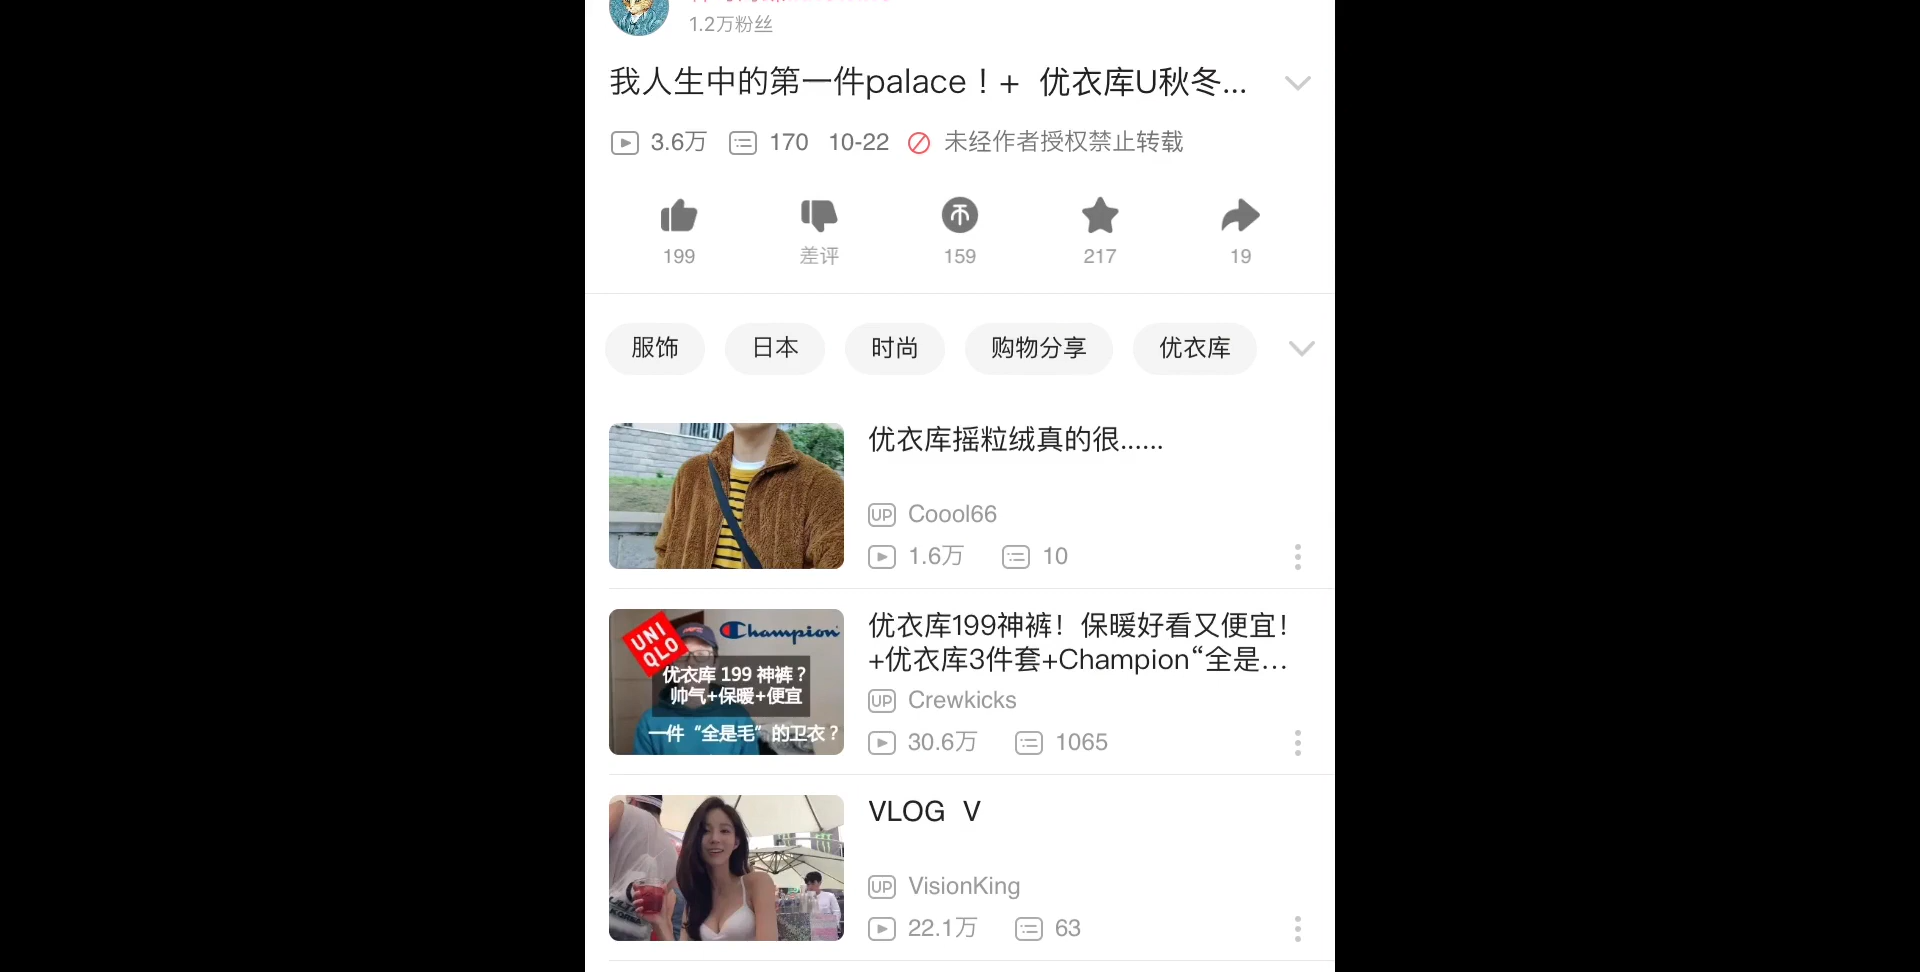 1.2万粉丝
我人生中的第一件palace！+ 优衣库U秋冬...
3.6万 170 10-22 未经作者授权禁止转载
199 差评 159 217 19
服饰 日本 时尚 购物分享 优衣库
优衣库摇粒绒真的很......
UP Coool66
1.6万 10
UNI
QLO
Champion
优衣库 199 神裤？
帅气+保暖+便宜
一件“全是毛”的卫衣？
优衣库199神裤！保暖好看又便宜！
+优衣库3件套+Champion“全是...
UP Crewkicks
30.6万 1065
VLOG V
UP VisionKing
22.1万 63